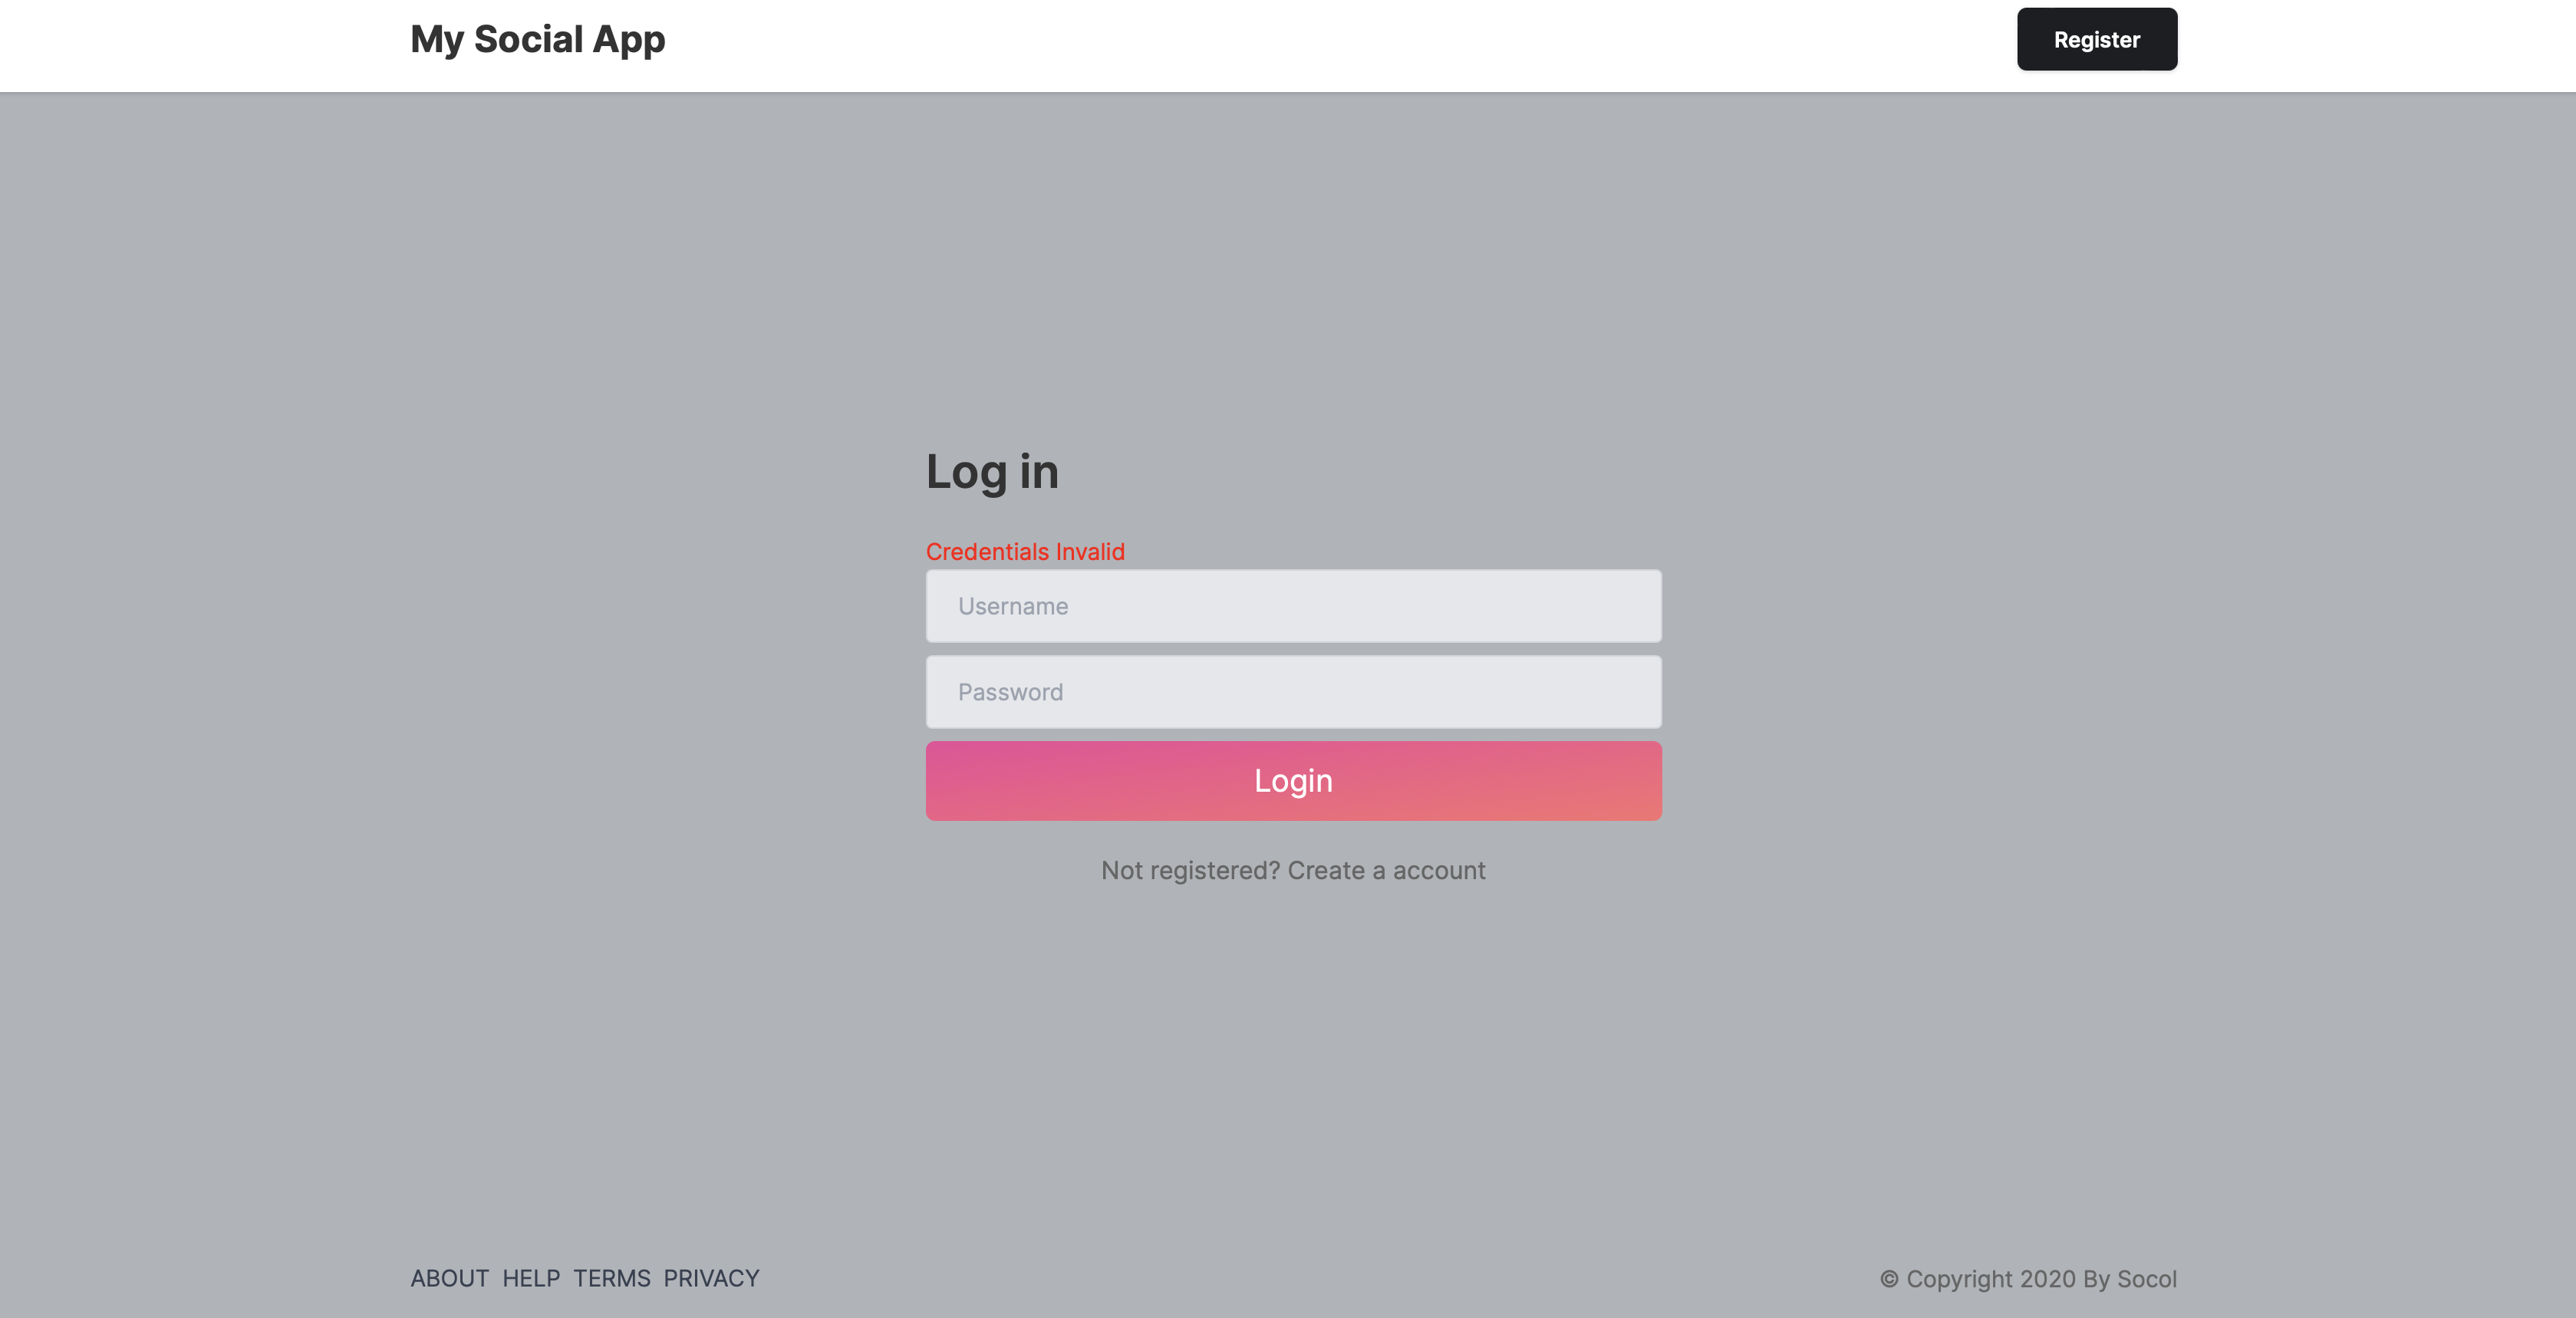 My Social App
Register
Log in
Credentials Invalid
Username
Password
Login
Not registered? Create a account
ABOUT HELP TERMS PRIVACY
© Copyright 2020 By Socol